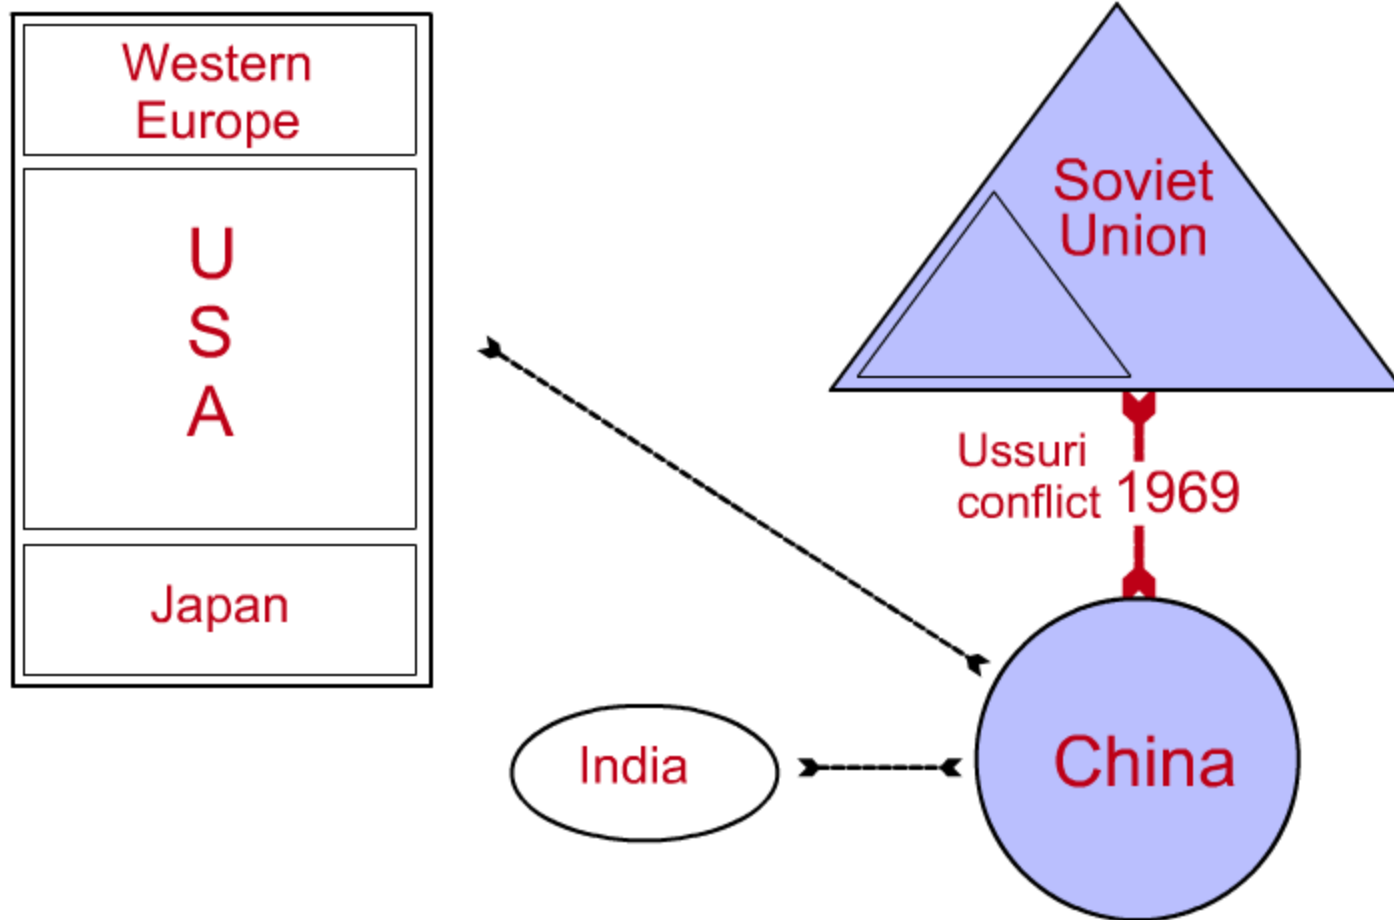 Western
Europe
U
S
A
Japan
Soviet
Union
Ussuri
conflict 1969
India
China